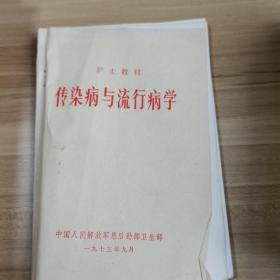 护士教材
传染病与流行病学
中国人民解放军总后勤部卫生部
一九七三年九月